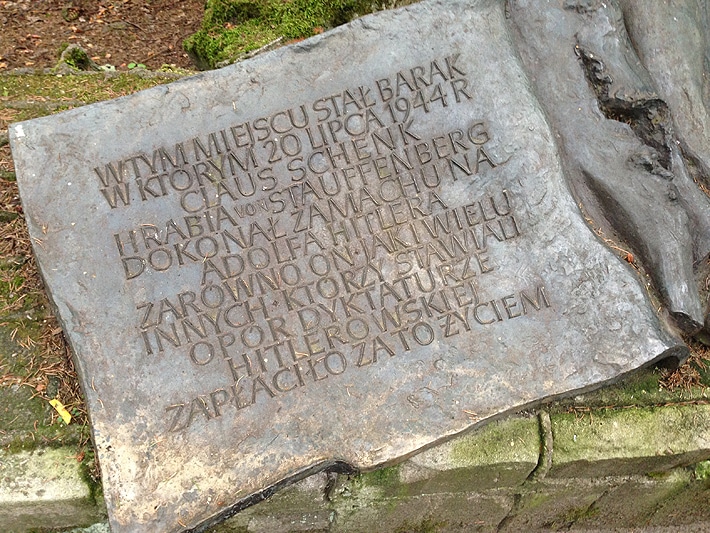 W TYM MIEJSCU STAŁ BARAK
W KTÓRYM 20 LIPCA 1944 R
CLAUS SCHENK
HRABIA VON STAUFFENBERG
DOKONAŁ ZAMACHU NA
ADOLFA HITLERA
ZARÓWNO ON, JAK I WIELU
INNYCH, KTÓRZY STAWIALI
OPÓR DYKTATURZE
HITLEROWSKIEJ
ZAPŁACIŁO ZA TO ŻYCIEM